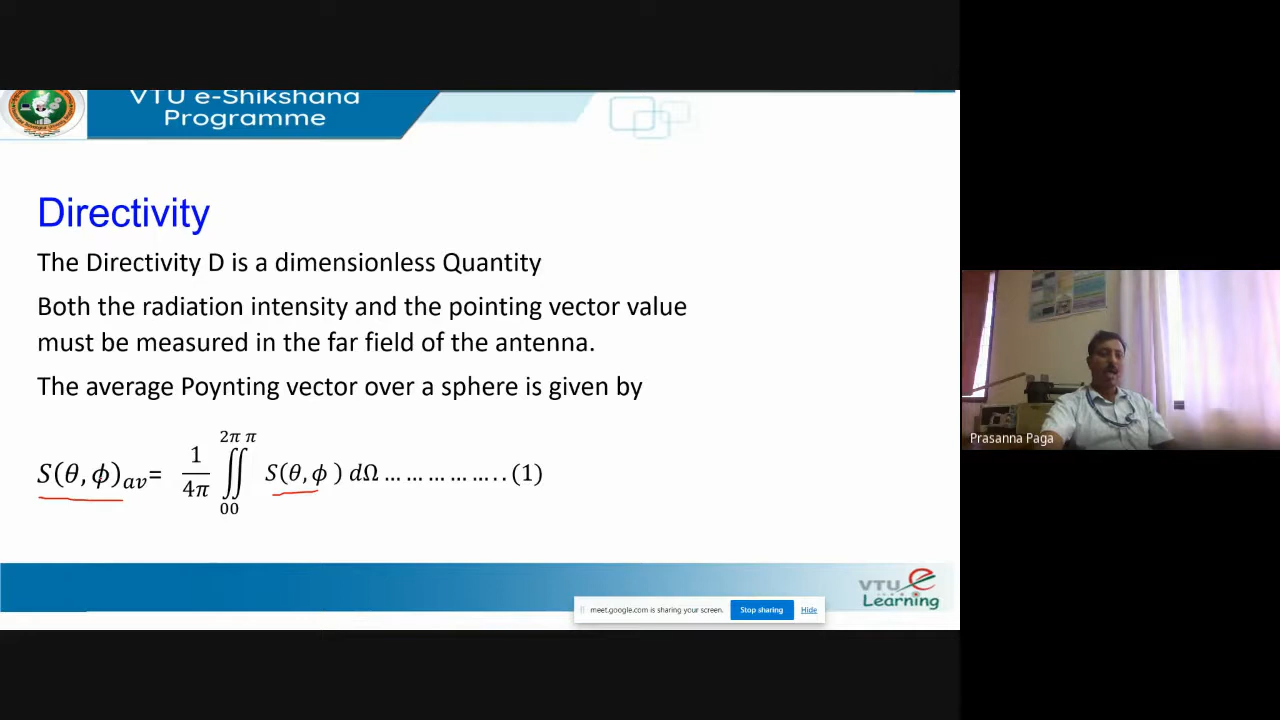 VTU e-Shikshana
Programme
Directivity
The Directivity D is a dimensionless Quantity
Both the radiation intensity and the pointing vector value
must be measured in the far field of the antenna.
The average Poynting vector over a sphere is given by
S(θ, ϕ)av= 1/4π ∬ 2π π 00 S(θ, ϕ ) dΩ … … … … … . . (1)
Prasanna Paga
VTU e
Learning
meet.google.com is sharing your screen. Stop sharing Hide